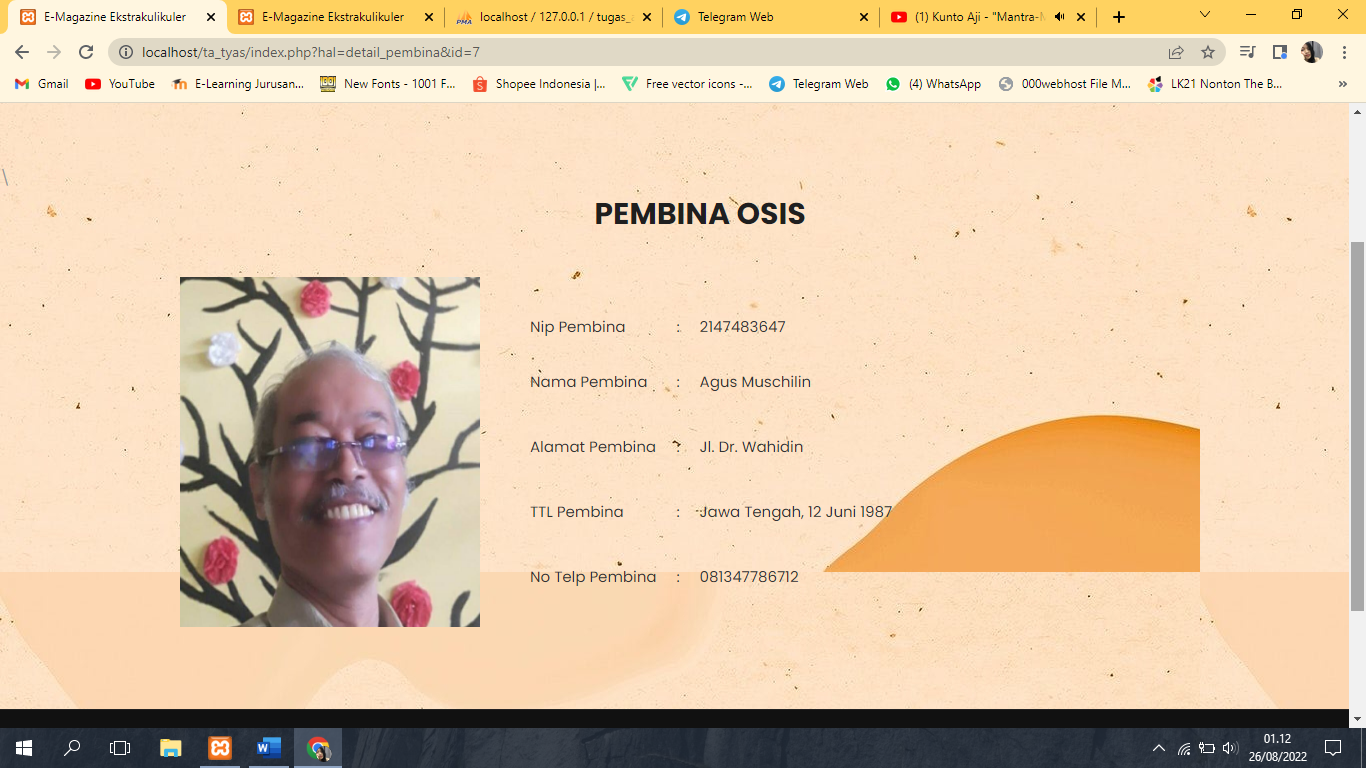 E-Magazine Ekstrakulikuler
E-Magazine Ekstrakulikuler
localhost / 127.0.0.1 / tugas_
Telegram Web
(1) Kunto Aji - "Mantra-
localhost/ta_tyas/index.php?hal=detail_pembina&id=7
Gmail YouTube E-Learning Jurusan... New Fonts - 1001 F... Shopee Indonesia |... Free vector icons -... Telegram Web (4) WhatsApp 000webhost File M... LK21 Nonton The B... »
\
PEMBINA OSIS
Nip Pembina : 2147483647
Nama Pembina : Agus Muschilin
Alamat Pembina : Jl. Dr. Wahidin
TTL Pembina : Jawa Tengah, 12 Juni 1987
No Telp Pembina : 081347786712
01.12
26/08/2022